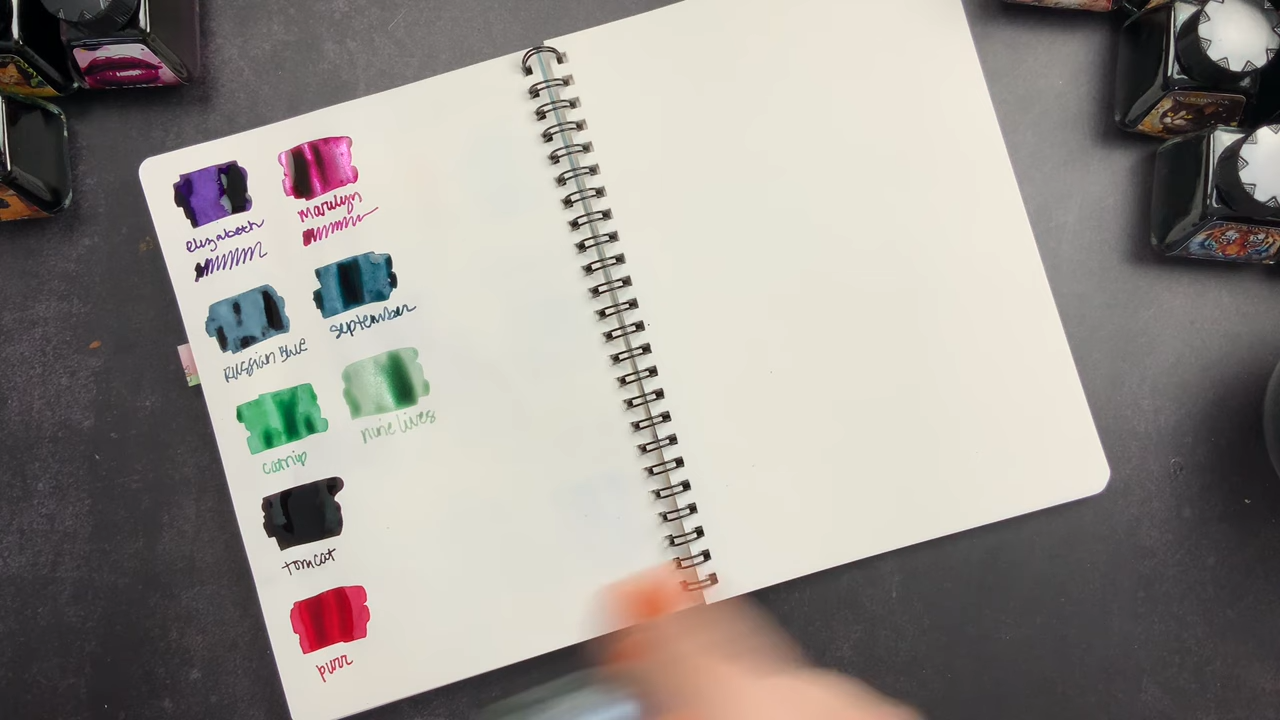 elizabeth
marilyn
Russian Blue
september
catnip
nine lives
tomcat
purr